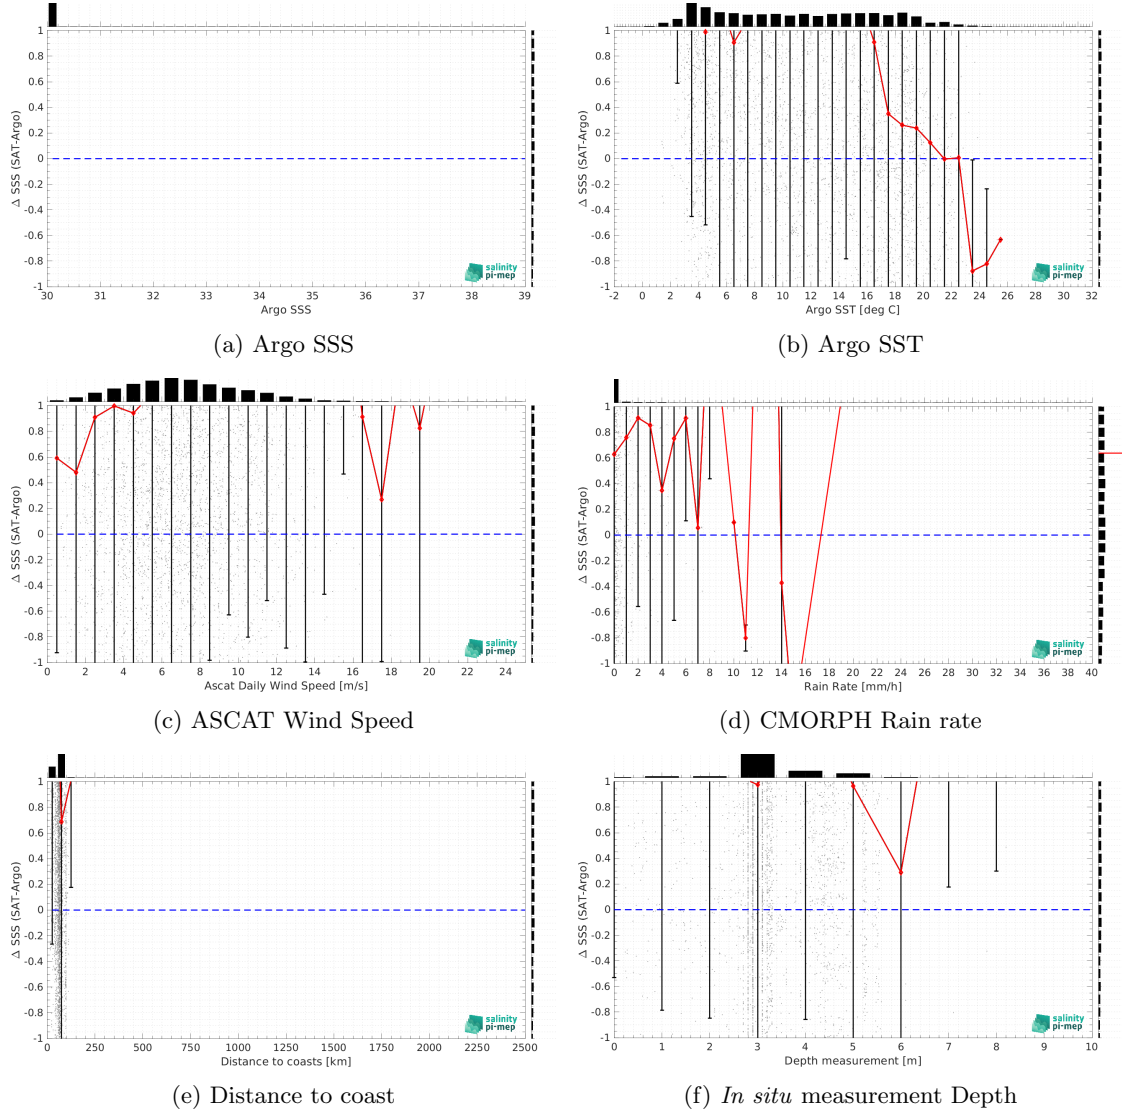 1
0.8
0.6
0.4
0.2
0
-0.2
-0.4
-0.6
-0.8
-1
Δ SSS (SAT-Argo)
salinity
pi-mep
30 31 32 33 34 35 36 37 38 39
Argo SSS
(a) Argo SSS
1
0.8
0.6
0.4
0.2
0
-0.2
-0.4
-0.6
-0.8
-1
Δ SSS (SAT-Argo)
salinity
pi-mep
-2 0 2 4 6 8 10 12 14 16 18 20 22 24 26 28 30 32
Argo SST [deg C]
(b) Argo SST
1
0.8
0.6
0.4
0.2
0
-0.2
-0.4
-0.6
-0.8
-1
Δ SSS (SAT-Argo)
salinity
pi-mep
0 2 4 6 8 10 12 14 16 18 20 22 24
Ascat Daily Wind Speed [m/s]
(c) ASCAT Wind Speed
1
0.8
0.6
0.4
0.2
0
-0.2
-0.4
-0.6
-0.8
-1
Δ SSS (SAT-Argo)
salinity
pi-mep
0 2 4 6 8 10 12 14 16 18 20 22 24 26 28 30 32 34 36 38 40
Rain Rate [mm/h]
(d) CMORPH Rain rate
1
0.8
0.6
0.4
0.2
0
-0.2
-0.4
-0.6
-0.8
-1
Δ SSS (SAT-Argo)
salinity
pi-mep
0 250 500 750 1000 1250 1500 1750 2000 2250 2500
Distance to coasts [km]
(e) Distance to coast
1
0.8
0.6
0.4
0.2
0
-0.2
-0.4
-0.6
-0.8
-1
Δ SSS (SAT-Argo)
salinity
pi-mep
0 1 2 3 4 5 6 7 8 9 10
Depth measurement [m]
(f) In situ measurement Depth